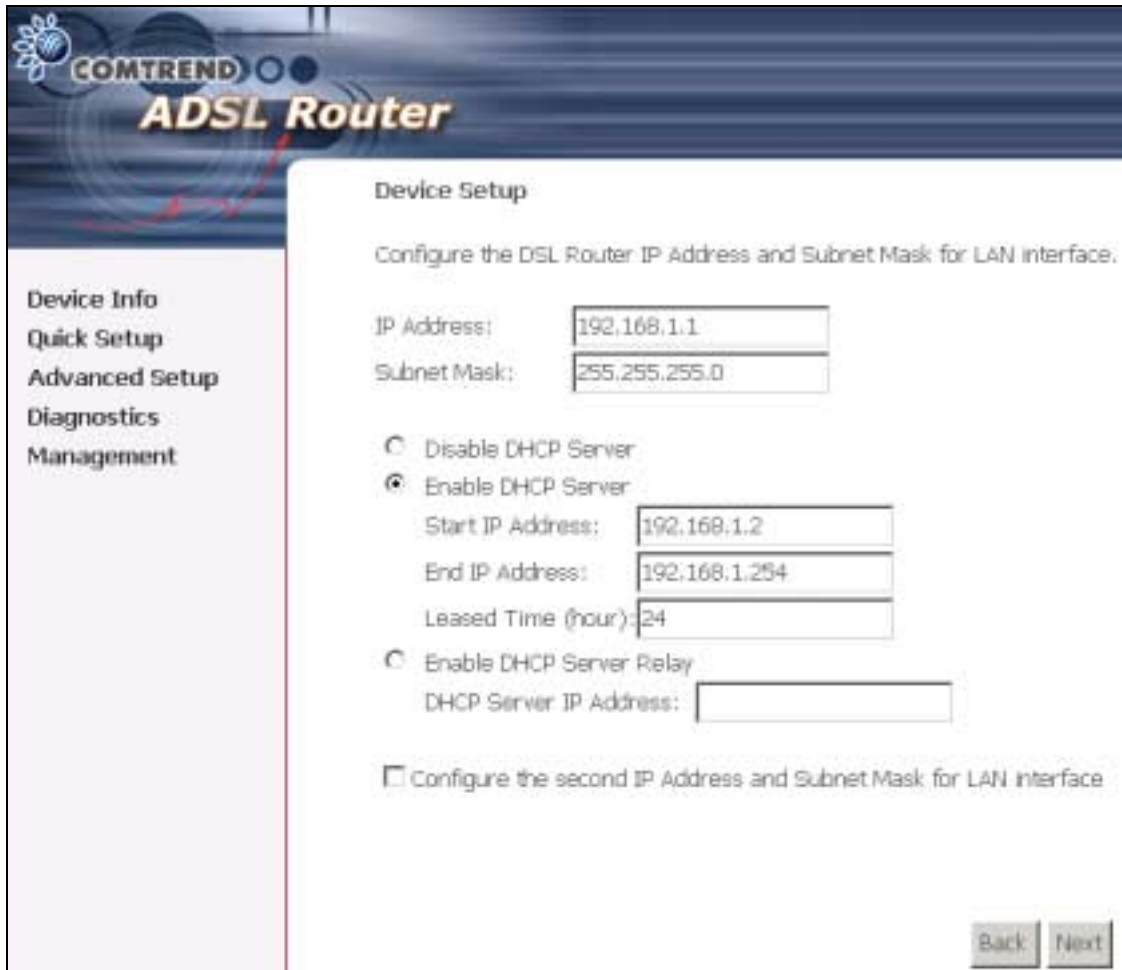 COMTREND
ADSL Router
Device Info
Quick Setup
Advanced Setup
Diagnostics
Management
Device Setup
Configure the DSL Router IP Address and Subnet Mask for LAN interface.
IP Address: 192.168.1.1
Subnet Mask: 255.255.255.0
Disable DHCP Server
Enable DHCP Server
Start IP Address: 192.168.1.2
End IP Address: 192.168.1.254
Leased Time (hour): 24
Enable DHCP Server Relay
DHCP Server IP Address:
Configure the second IP Address and Subnet Mask for LAN interface
Back Next